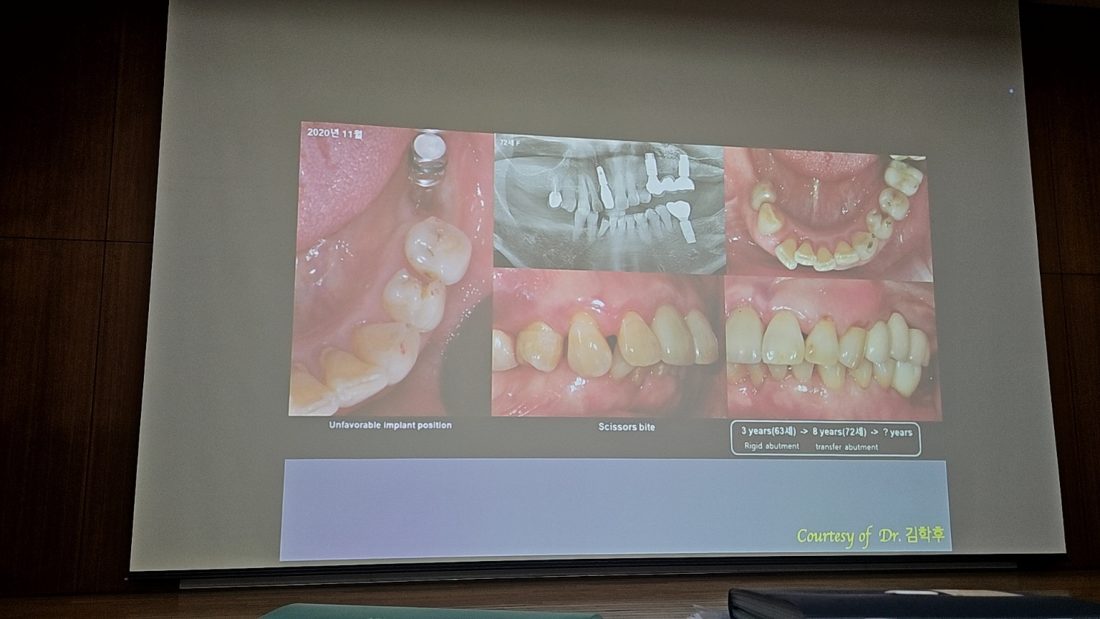 2020년 11월
72세 F
Unfavorable implant position
Scissors bite
3 years(63세) -> 8 years(72세) -> ? years
Rigid abutment transfer abutment
Courtesy of Dr. 김학후